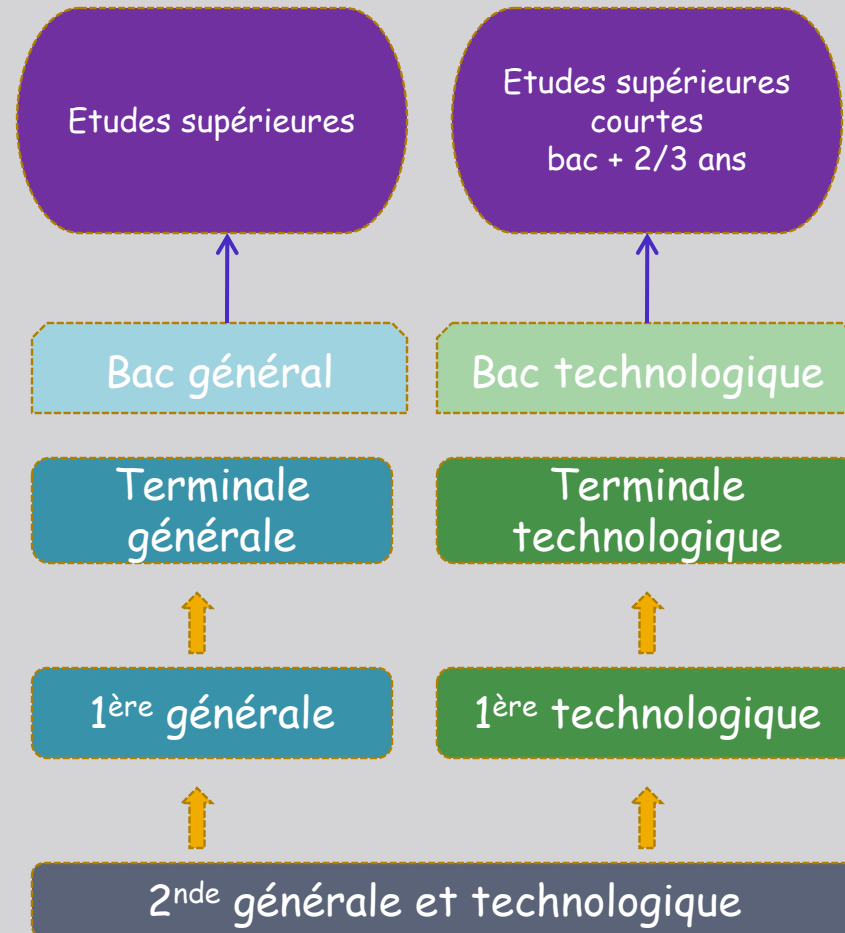 Etudes supérieures
Etudes supérieures
courtes
bac + 2/3 ans
Bac général
Bac technologique
Terminale
générale
Terminale
technologique
1ère générale
1ère technologique
2nde générale et technologique